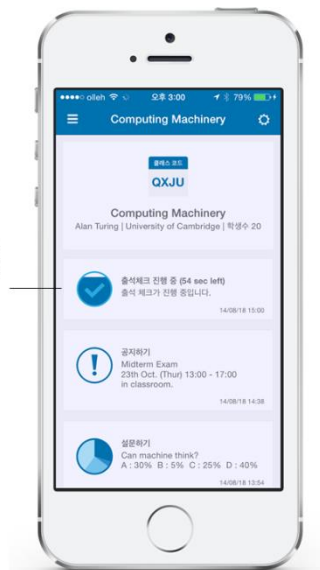 olleh 오후 3:00 79%
Computing Machinery
클래스 코드
QXJU
Computing Machinery
Alan Turing | University of Cambridge | 학생수 20
출석체크 진행 중 (54 sec left)
출석 체크가 진행 중입니다.
14/08/18 15:00
공지하기
Midterm Exam
23th Oct. (Thur) 13:00 - 17:00
in classroom.
14/08/18 14:38
설문하기
Can machine think?
A : 30% B : 5% C : 25% D : 40%
14/08/18 13:54